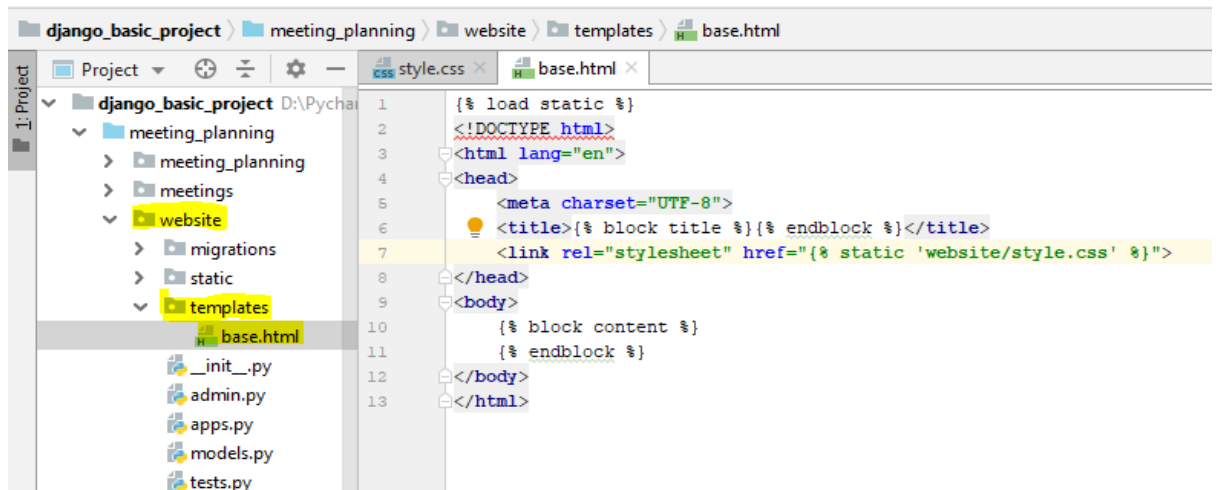 django_basic_project meeting_planning website templates base.html
1: Project
Project
style.css
base.html
django_basic_project D:\Pychar
meeting_planning
meeting_planning
meetings
website
migrations
static
templates
base.html
__init__.py
admin.py
apps.py
models.py
tests.py
1 {% load static %}
2 <!DOCTYPE html>
3 <html lang="en">
4 <head>
5 <meta charset="UTF-8">
6 <title>{% block title %}{% endblock %}</title>
7 <link rel="stylesheet" href="{% static 'website/style.css' %}">
8 </head>
9 <body>
10 {% block content %}
11 {% endblock %}
12 </body>
13 </html>